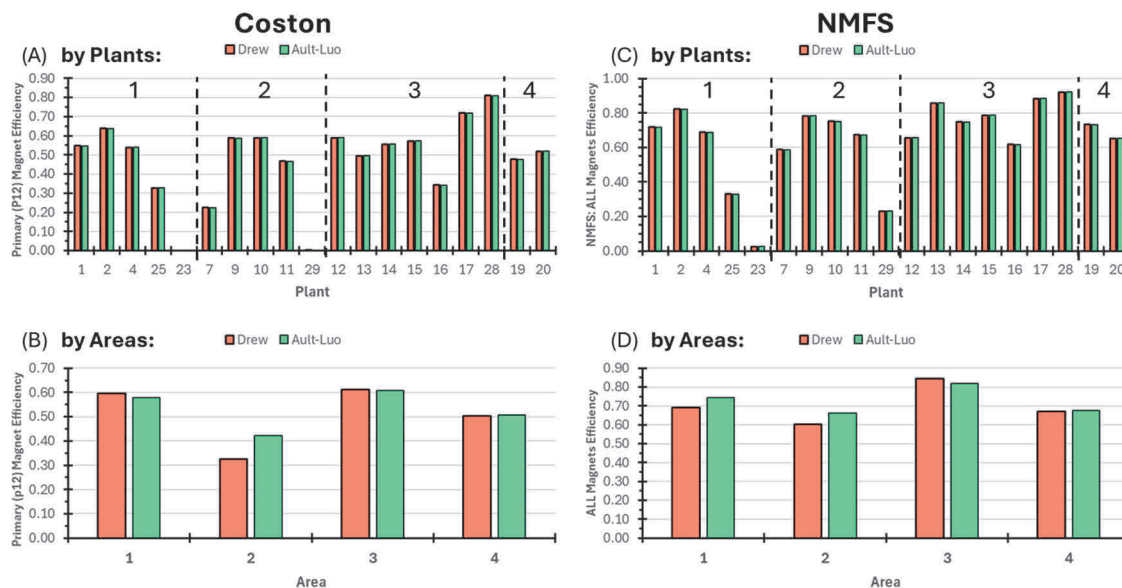 Coston
NMFS
(A) by Plants:
Drew Ault-Luo
Primary (P12) Magnet Efficiency
0.90
0.80
0.70
0.60
0.50
0.40
0.30
0.20
0.10
0.00
1 2 3 4
1 2 4 25 23 7 9 10 11 29 12 13 14 15 16 17 28 19 20
Plant
(C) by Plants:
Drew Ault-Luo
NMFS: ALL Magnets Efficiency
1.00
0.80
0.60
0.40
0.20
0.00
1 2 3 4
1 2 4 25 23 7 9 10 11 29 12 13 14 15 16 17 28 19 20
Plant
(B) by Areas:
Drew Ault-Luo
Primary (p12) Magnet Efficiency
0.70
0.60
0.50
0.40
0.30
0.20
0.10
0.00
1 2 3 4
Area
(D) by Areas:
Drew Ault-Luo
ALL Magnets Efficiency
0.90
0.80
0.70
0.60
0.50
0.40
0.30
0.20
0.10
0.00
1 2 3 4
Area